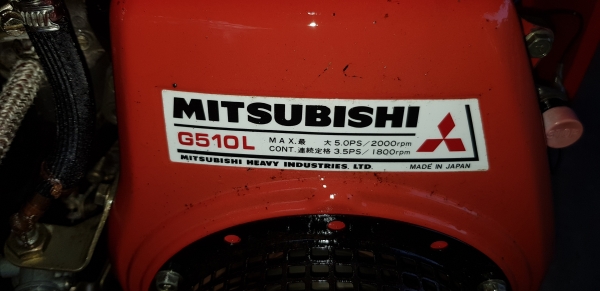 MITSUBISHI
G510L MAX.最 大 5.0PS/2000rpm
CONT.連続定格 3.5PS/1800rpm
MITSUBISHI HEAVY INDUSTRIES, LTD. MADE IN JAPAN